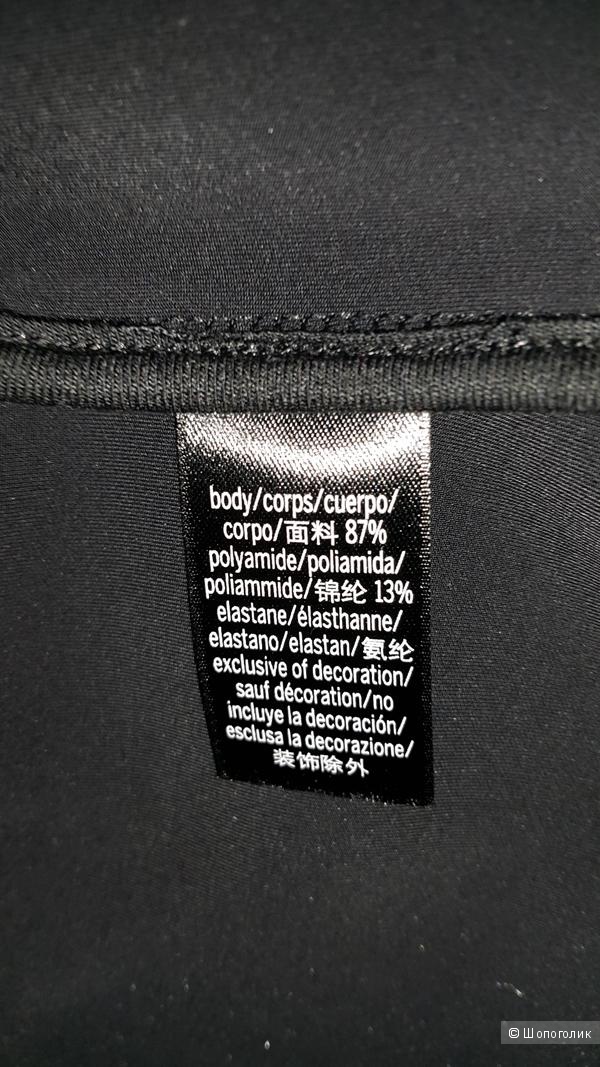 body/corps/cuerpo/
corpo/面料 87%
polyamide/poliamida/
poliammide/锦纶 13%
elastane/élasthanne/
elastano/elastan/氨纶
exclusive of decoration/
sauf décoration/no
incluye la decoración/
esclusa la decorazione/
装饰除外
© Шопоголик